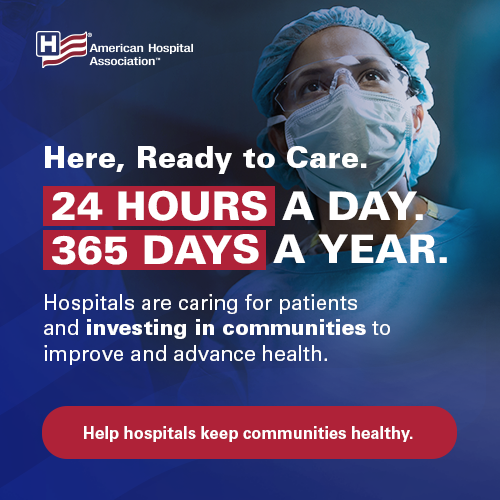 H
American Hospital
Association™
Here, Ready to Care.
24 HOURS A DAY.
365 DAYS A YEAR.
Hospitals are caring for patients
and investing in communities to
improve and advance health.
Help hospitals keep communities healthy.